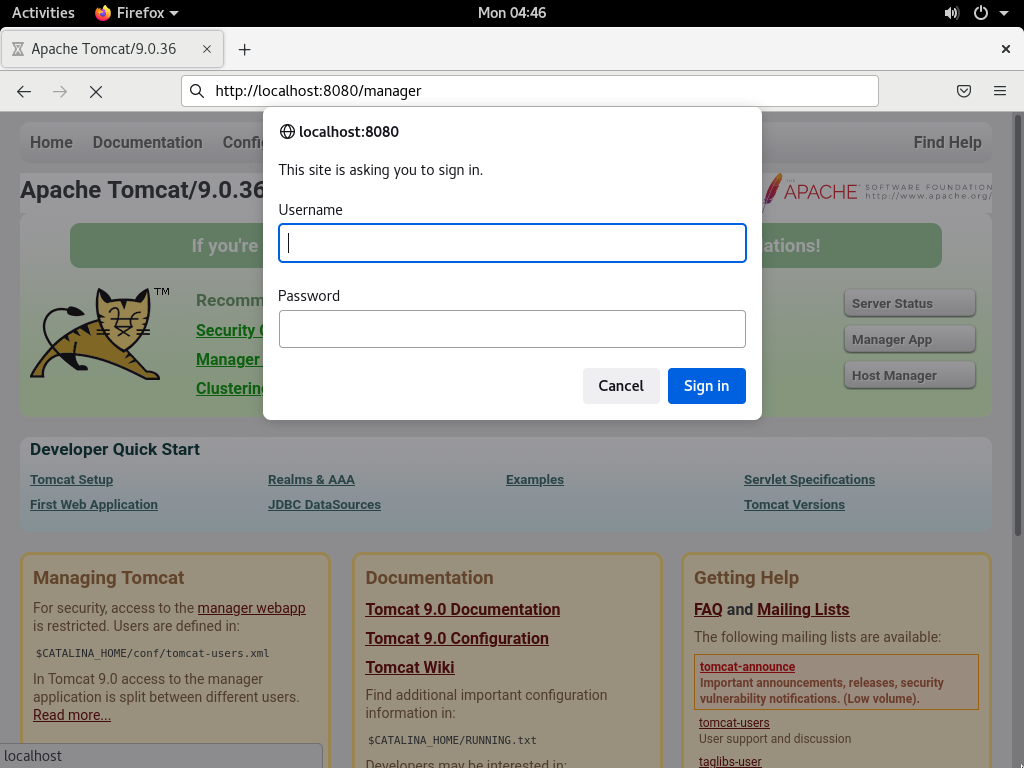 Activities Firefox Mon 04:46
Apache Tomcat/9.0.36
http://localhost:8080/manager
Home Documentation Confi Find Help
localhost:8080
This site is asking you to sign in.
Username
Password
Cancel Sign in
Apache Tomcat/9.0.36
THE APACHE SOFTWARE FOUNDATION
http://www.apache.org/
If you're ations!
TM
Recomm
Security C
Manager
Clustering
Server Status
Manager App
Host Manager
Developer Quick Start
Tomcat Setup Realms & AAA Examples Servlet Specifications
First Web Application JDBC DataSources Tomcat Versions
Managing Tomcat
For security, access to the manager webapp
is restricted. Users are defined in:
$CATALINA_HOME/conf/tomcat-users.xml
In Tomcat 9.0 access to the manager
application is split between different users.
Read more...
Documentation
Tomcat 9.0 Documentation
Tomcat 9.0 Configuration
Tomcat Wiki
Find additional important configuration
information in:
$CATALINA_HOME/RUNNING.txt
Developers may be interested in:
Getting Help
FAQ and Mailing Lists
The following mailing lists are available:
tomcat-announce
Important announcements, releases, security
vulnerability notifications. (Low volume).
tomcat-users
User support and discussion
taglibs-user
localhost